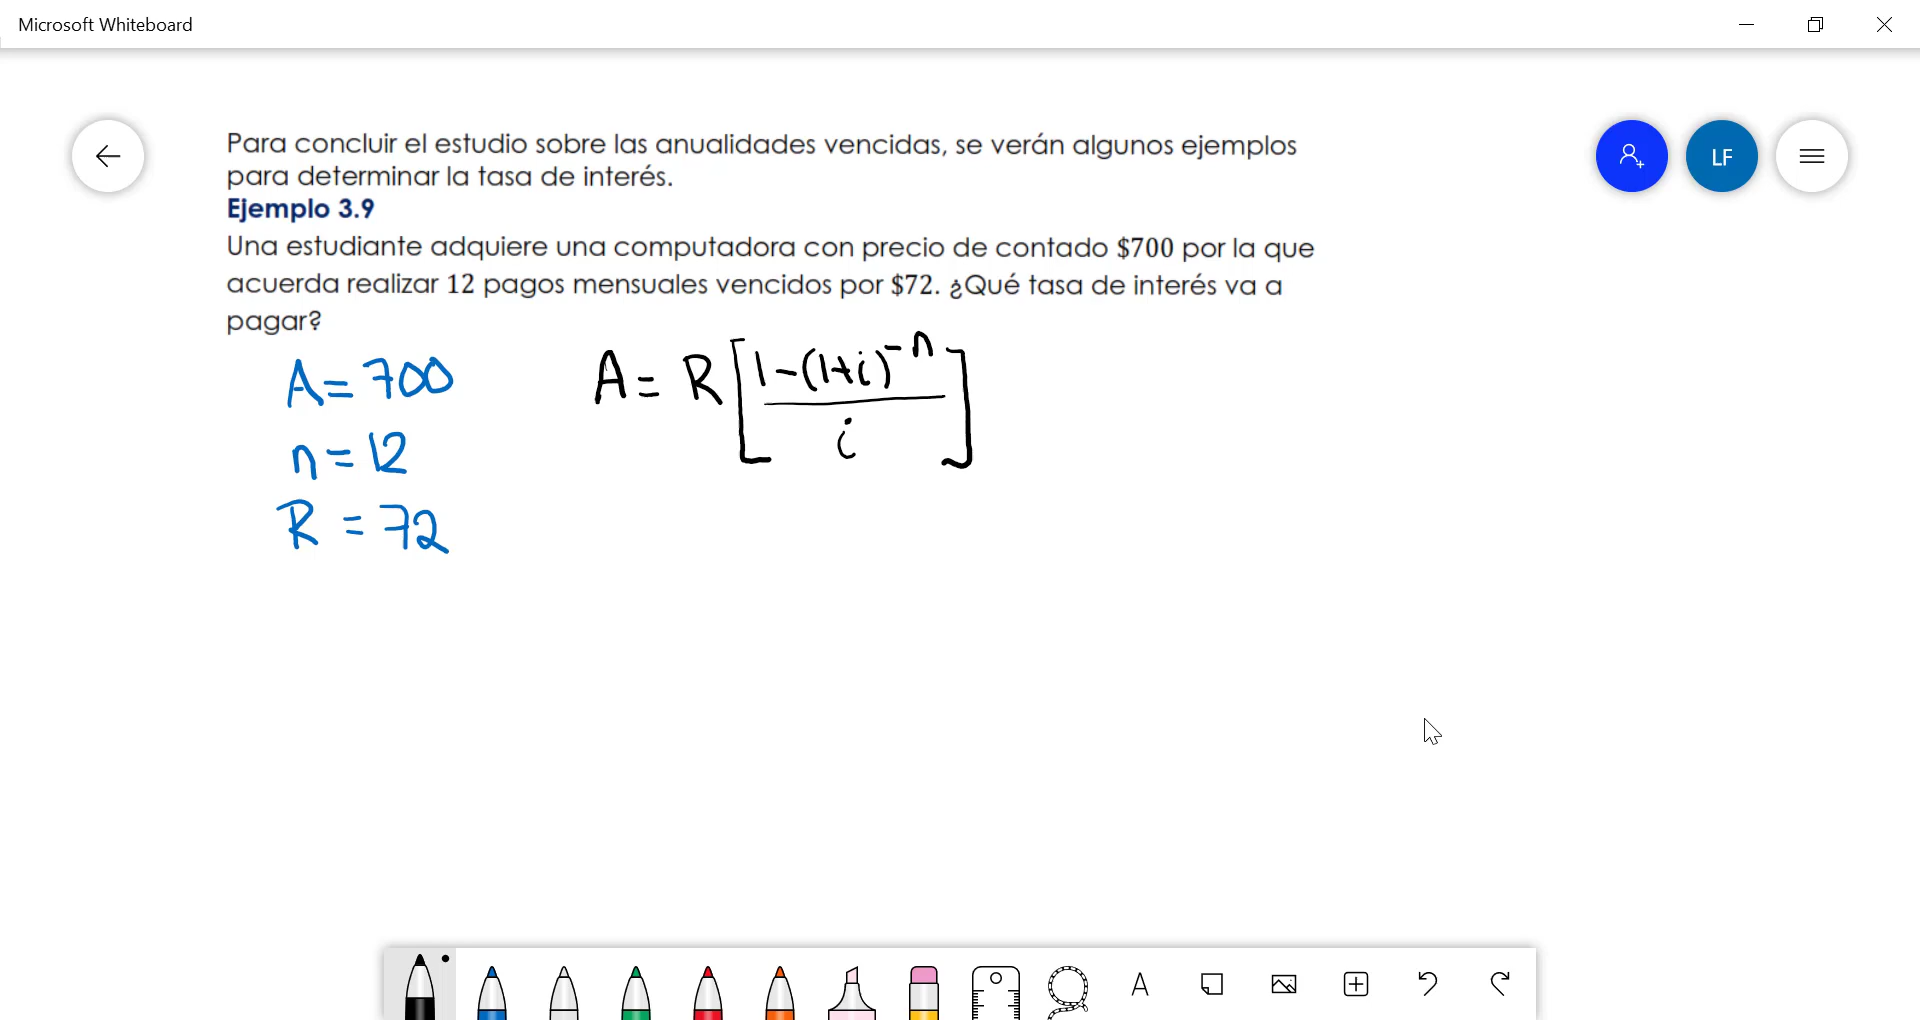 Microsoft Whiteboard
LF
Para concluir el estudio sobre las anualidades vencidas, se verán algunos ejemplos
para determinar la tasa de interés.
Ejemplo 3.9
Una estudiante adquiere una computadora con precio de contado $700 por la que
acuerda realizar 12 pagos mensuales vencidos por $72. ¿Qué tasa de interés va a
pagar?
A = 700
A = R [ (1 - (1+i)^-n) / i ]
n = 12
R = 72
A